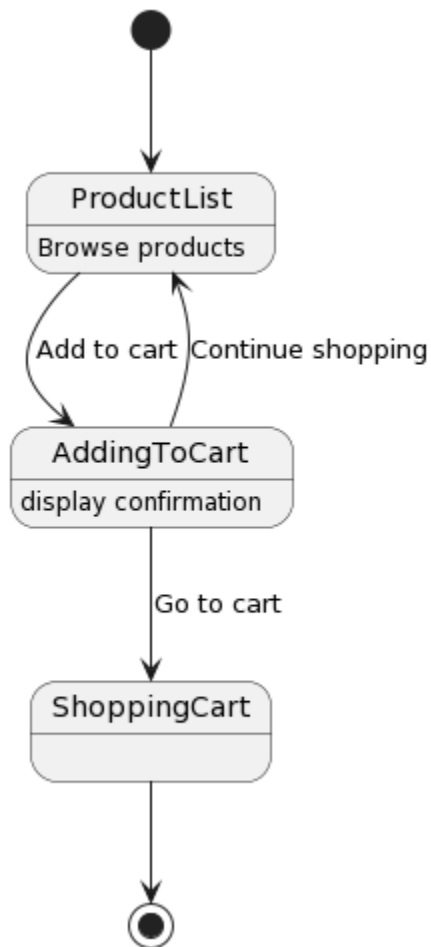 ProductList
Browse products
Add to cart
Continue shopping
AddingToCart
display confirmation
Go to cart
ShoppingCart